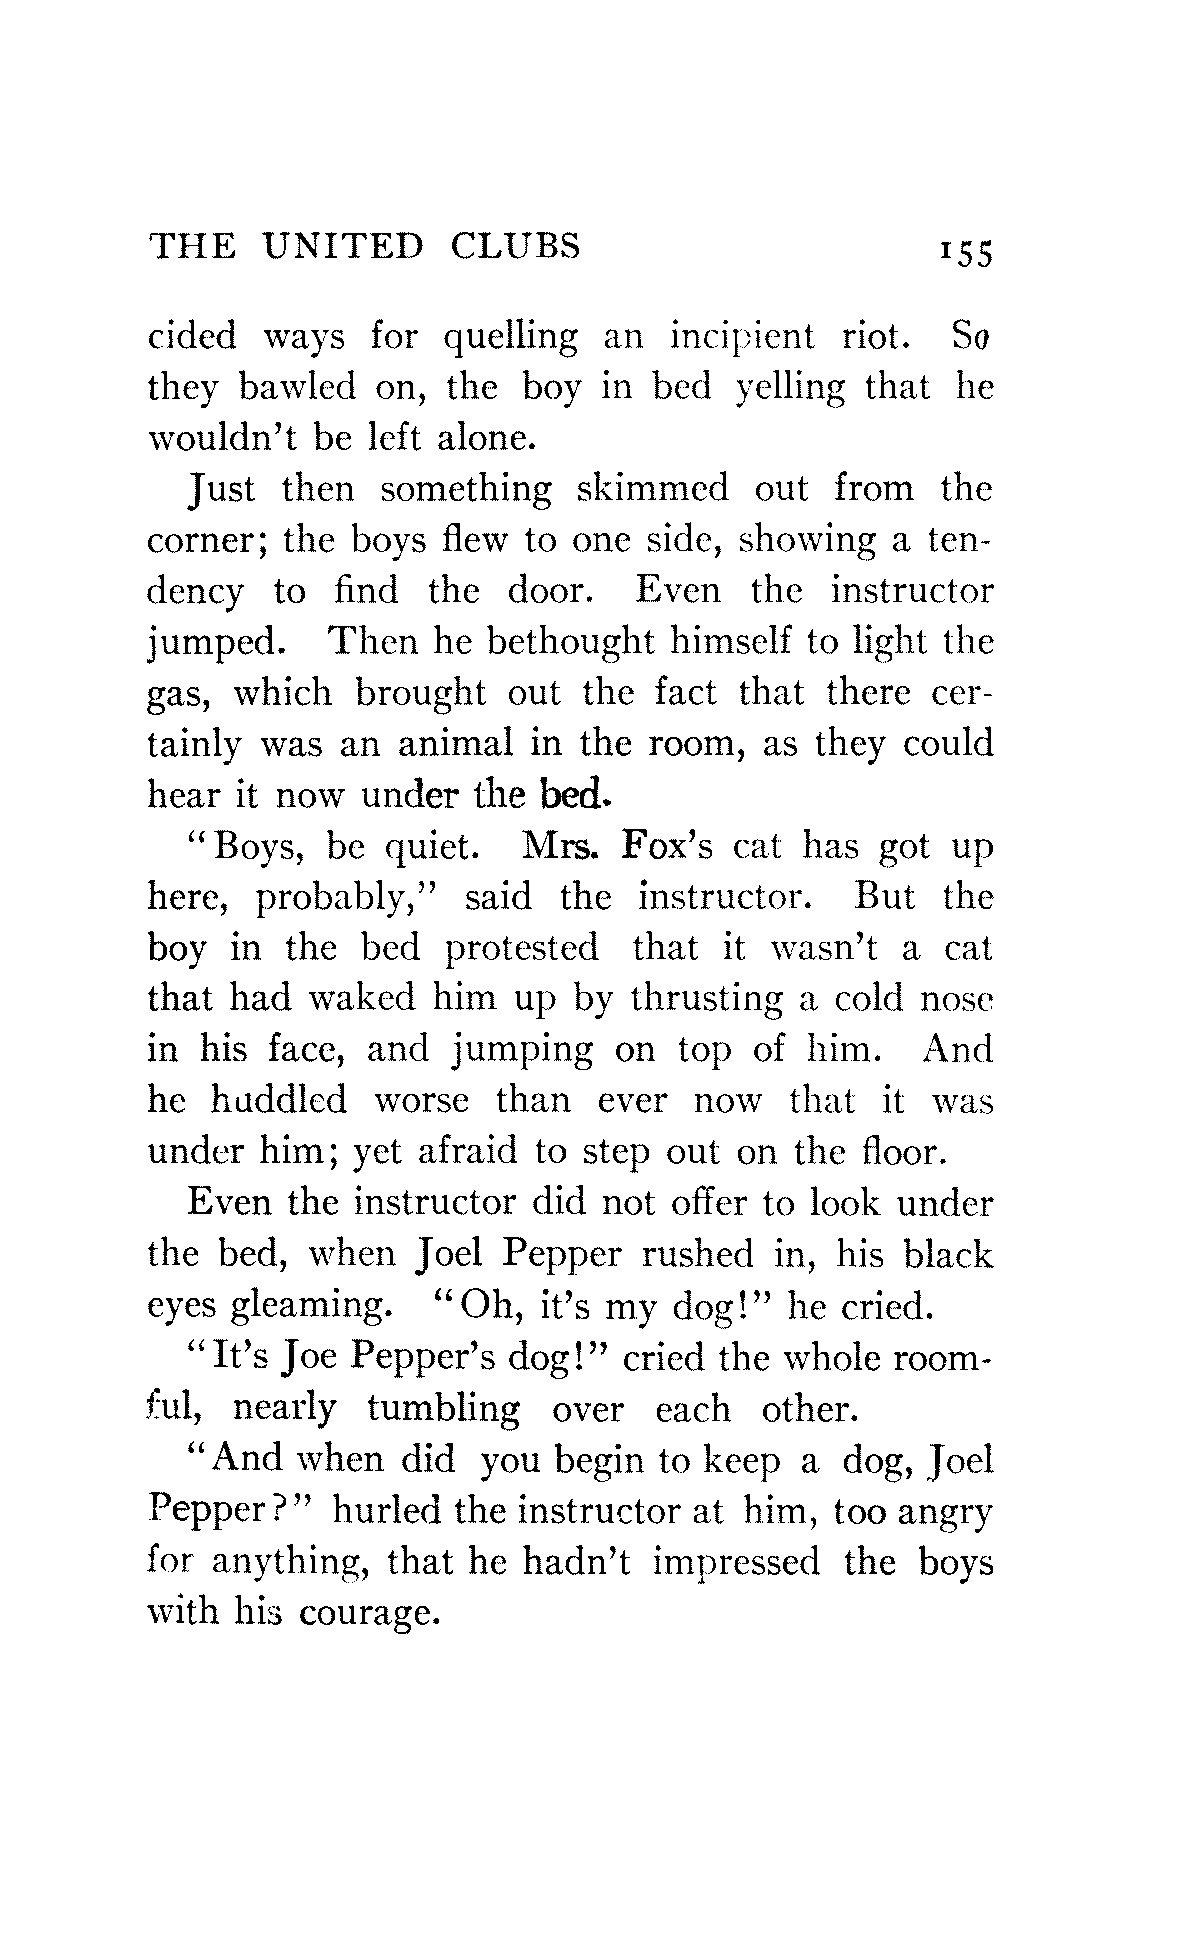 THE UNITED CLUBS 155
cided ways for quelling an incipient riot. So
they bawled on, the boy in bed yelling that he
wouldn't be left alone.
Just then something skimmed out from the
corner; the boys flew to one side, showing a ten-
dency to find the door. Even the instructor
jumped. Then he bethought himself to light the
gas, which brought out the fact that there cer-
tainly was an animal in the room, as they could
hear it now under the bed.
"Boys, be quiet. Mrs. Fox's cat has got up
here, probably," said the instructor. But the
boy in the bed protested that it wasn't a cat
that had waked him up by thrusting a cold nose
in his face, and jumping on top of him. And
he huddled worse than ever now that it was
under him; yet afraid to step out on the floor.
Even the instructor did not offer to look under
the bed, when Joel Pepper rushed in, his black
eyes gleaming. "Oh, it's my dog!" he cried.
"It's Joe Pepper's dog!" cried the whole room-
ful, nearly tumbling over each other.
"And when did you begin to keep a dog, Joel
Pepper?" hurled the instructor at him, too angry
for anything, that he hadn't impressed the boys
with his courage.